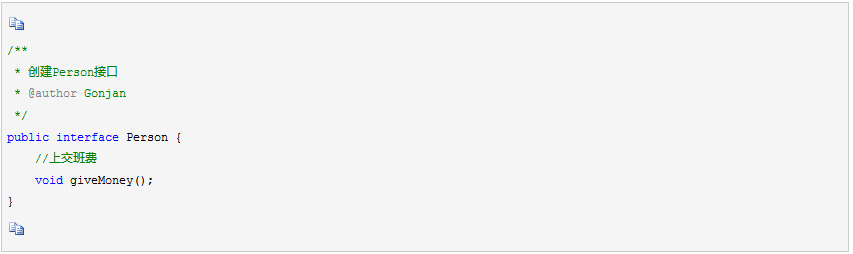 /**
 * 创建Person接口
 * @author Gonjan
 */
public interface Person {
    //上交班费
    void giveMoney();
}